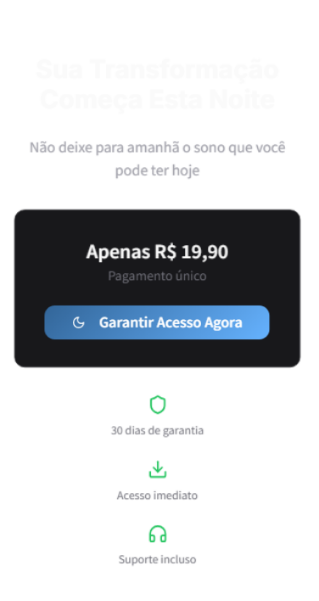 Sua Transformação
Começa Esta Noite
Não deixe para amanhã o sono que você
pode ter hoje
Apenas R$ 19,90
Pagamento único
Garantir Acesso Agora
30 dias de garantia
Acesso imediato
Suporte incluso